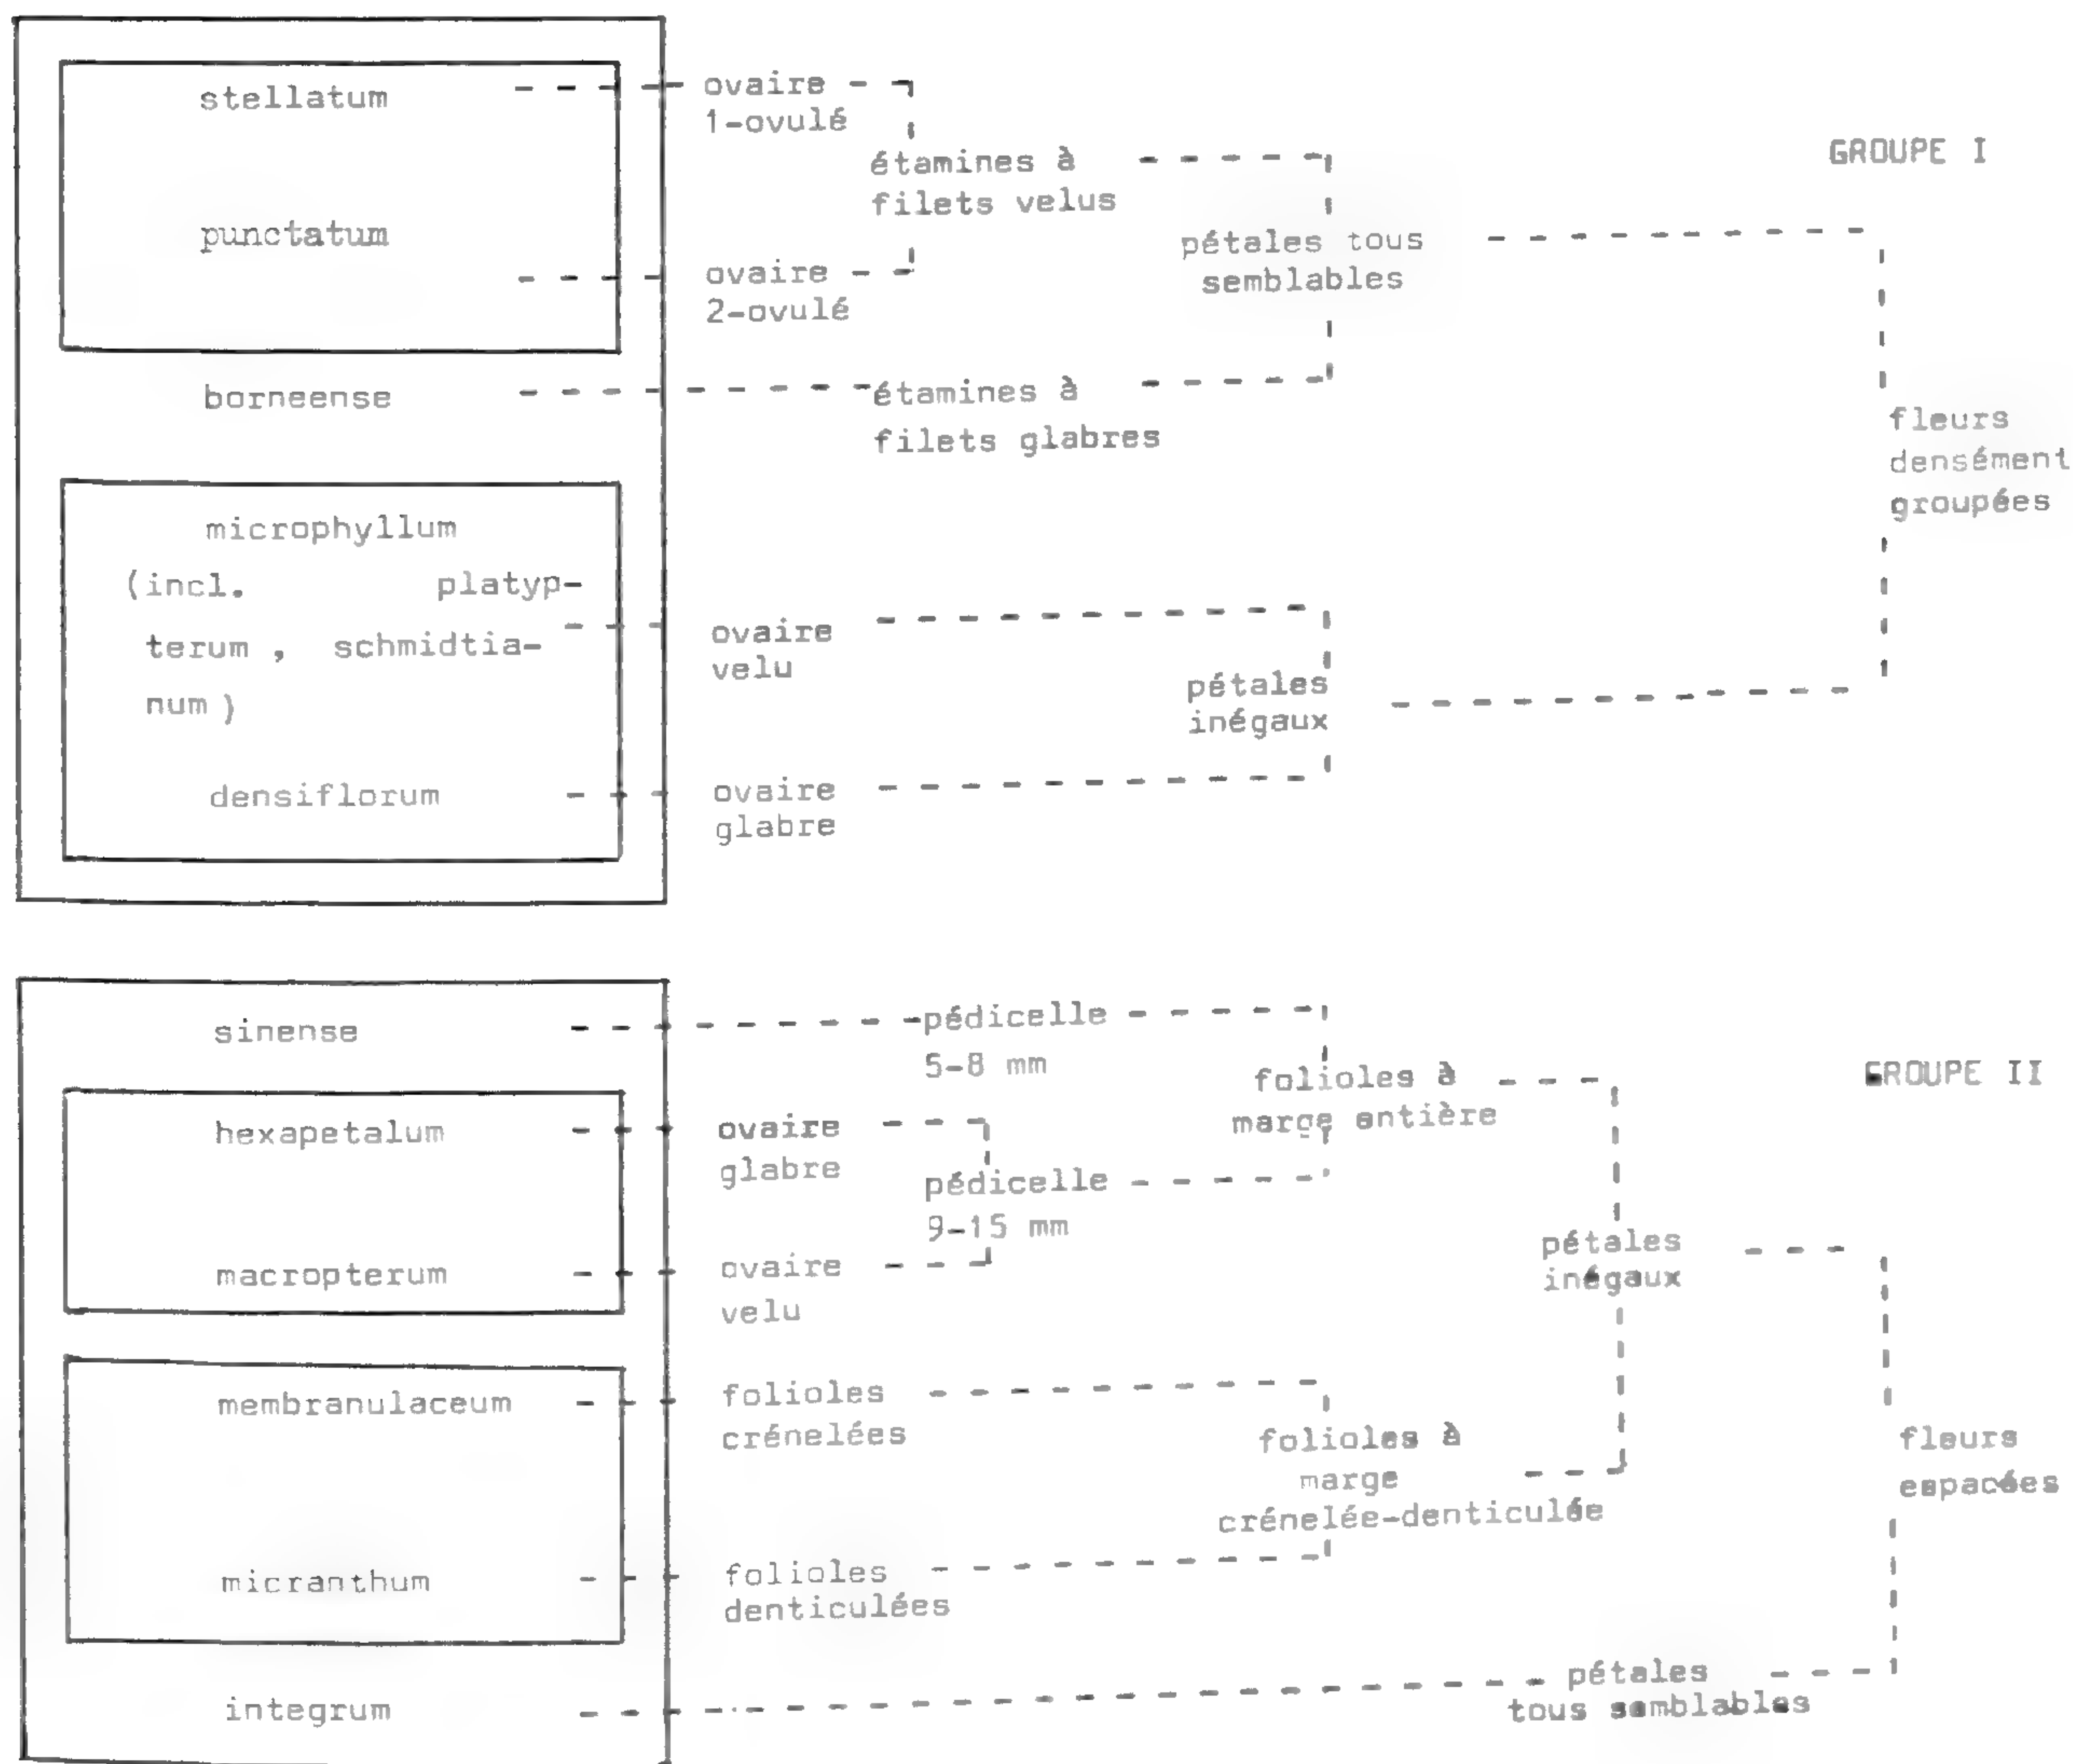 stellatum
ovaire
1-ovulé
étamines à
filets velus
GROUPE I
punctatum
ovaire
2-ovulé
pétales tous
semblables
borneense
étamines à
filets glabres
fleurs
densément
groupées
microphyllum
(incl. platyp-
terum , schmidtia-
num )
ovaire
velu
pétales
inégaux
densiflorum
ovaire
glabre
sinense
pédicelle
5-8 mm
folioles à
marge entière
GROUPE II
hexapetalum
ovaire
glabre
pédicelle
9-15 mm
macropterum
ovaire
velu
pétales
inégaux
membranulaceum
folioles
crénelées
folioles à
marge
crénelée-denticulée
fleurs
espacées
micranthum
folioles
denticulées
integrum
pétales
tous semblables